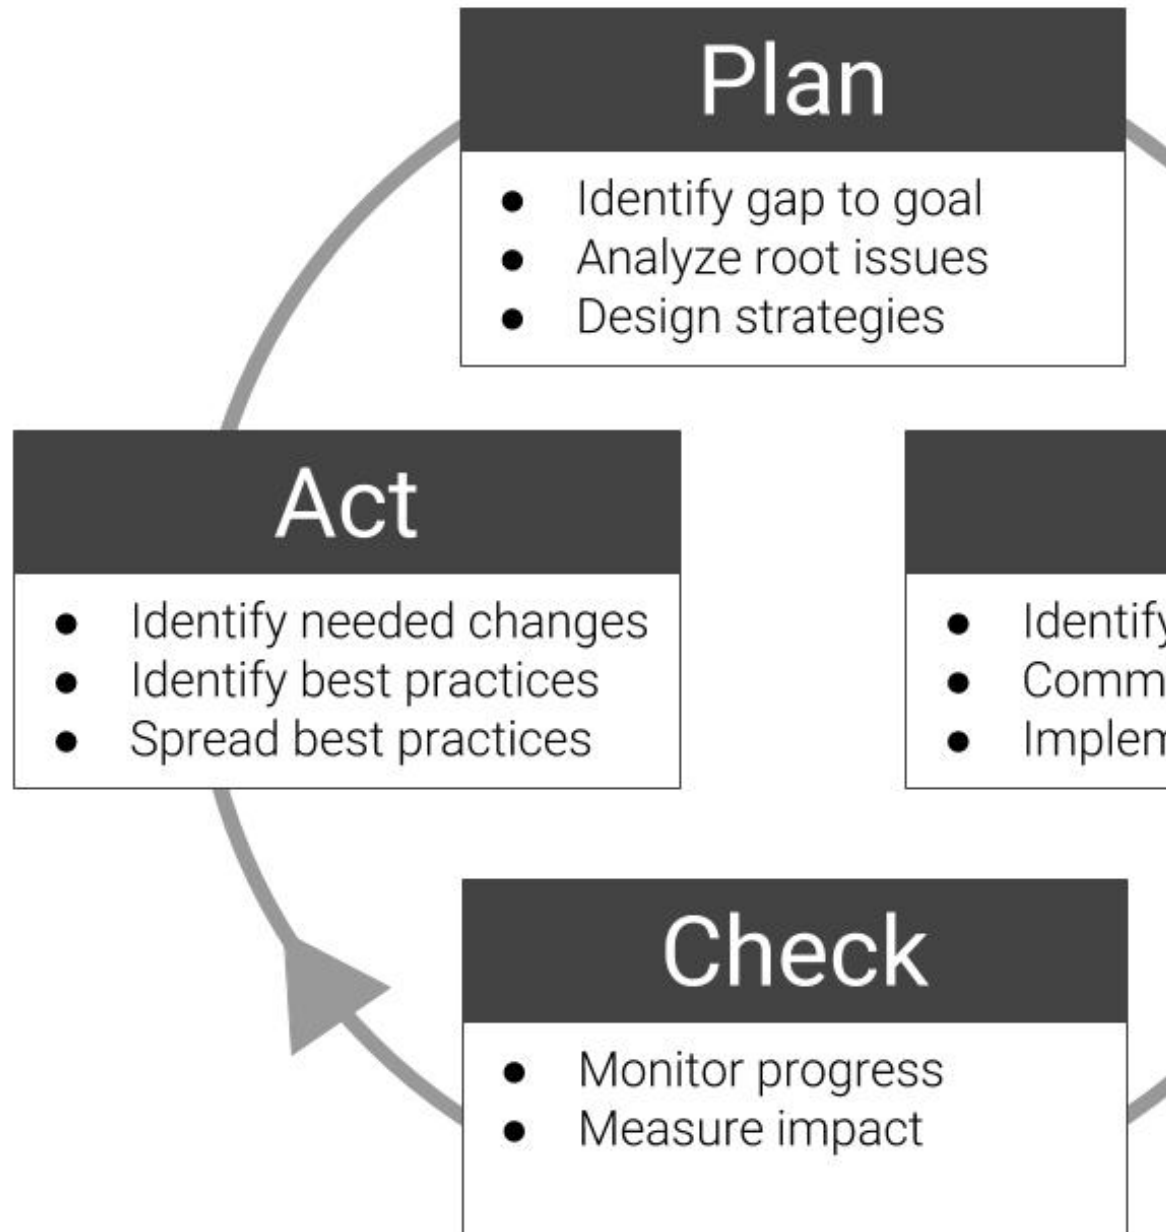 Plan
● Identify gap to goal
● Analyze root issues
● Design strategies
Act
● Identify needed changes
● Identify best practices
● Spread best practices
● Identify
● Comm
● Implem
Check
● Monitor progress
● Measure impact